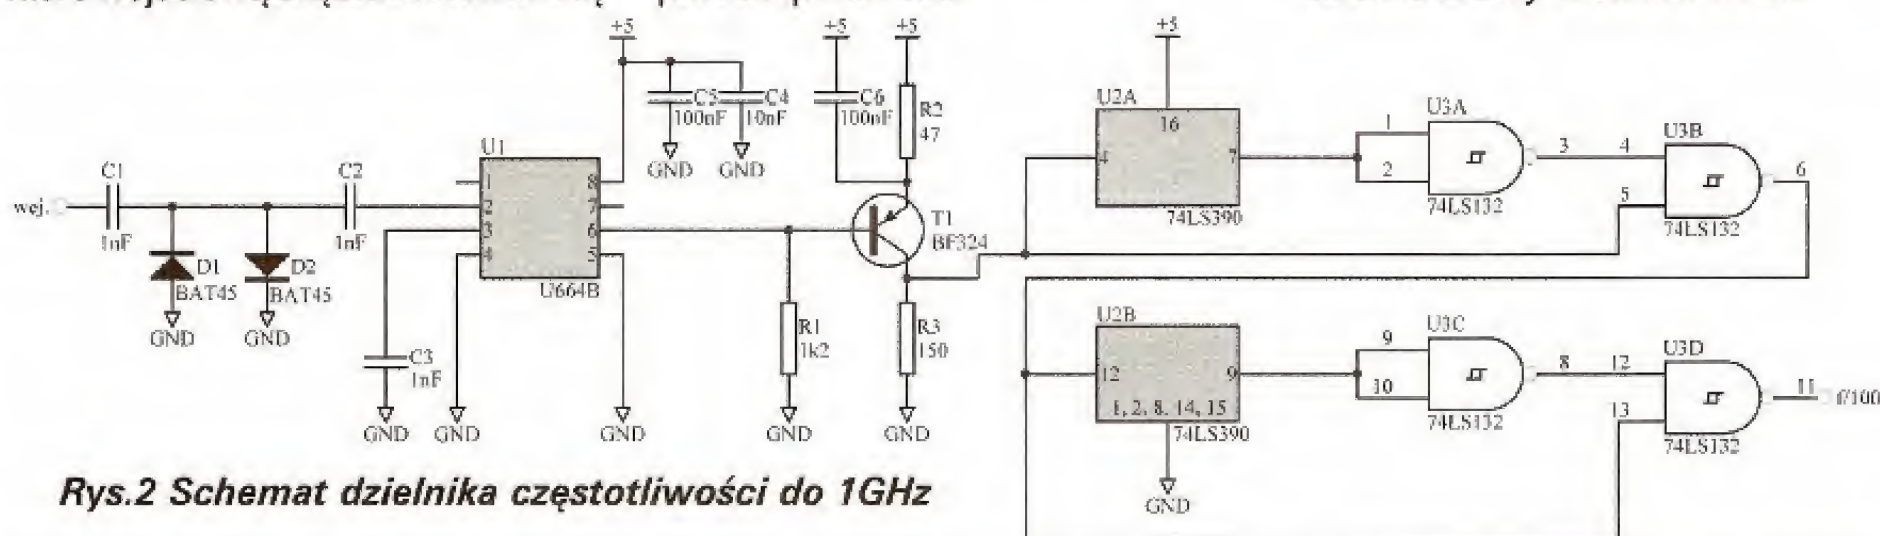 +5
+5
+5
+5
C5
100nF
C4
10nF
C6
100nF
R2
47
GND
GND
wej.
C1
1nF
C2
1nF
D1
BAT45
D2
BAT45
GND
GND
U1
1
2
3
4
8
7
6
5
U664B
C3
1nF
T1
BF324
R1
1k2
R3
150
GND
GND
GND
GND
GND
U2A
16
4
7
74LS390
1
2
U3A
3
74LS132
4
5
U3B
6
74LS132
U2B
12
9
1, 2, 8, 14, 15
74LS390
GND
9
10
U3C
8
74LS132
12
13
U3D
11
74LS132
f/100
Rys.2 Schemat dzielnika częstotliwości do 1GHz